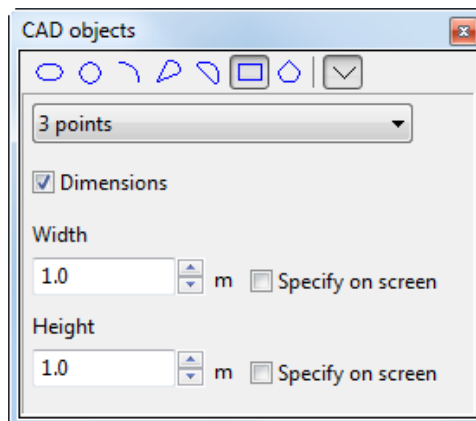 CAD objects
3 points
Dimensions
Width
1.0 m Specify on screen
Height
1.0 m Specify on screen